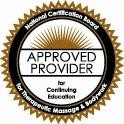 National Certification Board
APPROVED
PROVIDER
for
Continuing
Education
for Therapeutic Massage & Bodywork